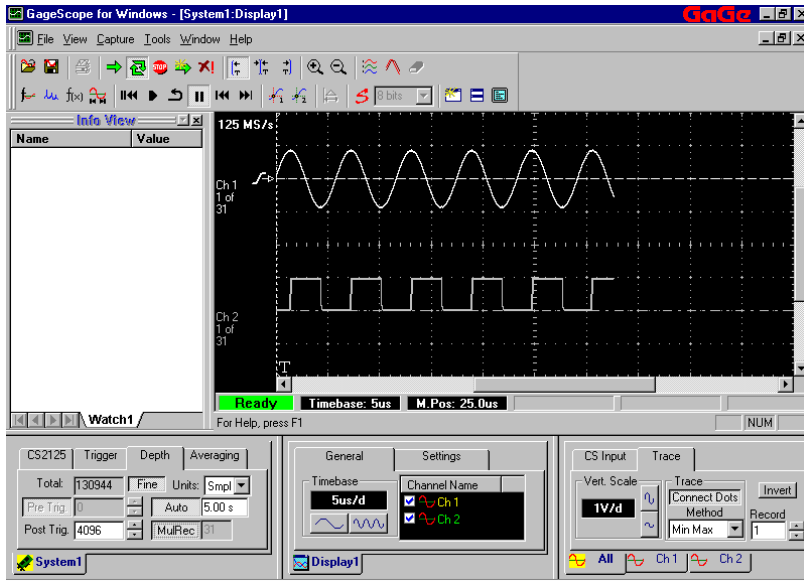 GageScope for Windows - [System1:Display1]
GaGe
File View Capture Tools Window Help
f(x)
8 bits
Info View
Name Value
Watch1
125 MS/s
Ch 1
1 of
31
Ch 2
1 of
31
T
Ready Timebase: 5us M.Pos: 25.0us
For Help, press F1
NUM
CS2125 Trigger Depth Averaging
Total: 130944 Fine Units: Smpl
Pre Trig. 0 Auto 5.00 s
Post Trig. 4096 MulRec 31
System1
General Settings
Timebase
5us/d
Channel Name
Ch 1
Ch 2
Display1
CS Input Trace
Vert. Scale
1V/d
Trace
Connect Dots
Method
Min Max
Invert
Record
1
All Ch 1 Ch 2